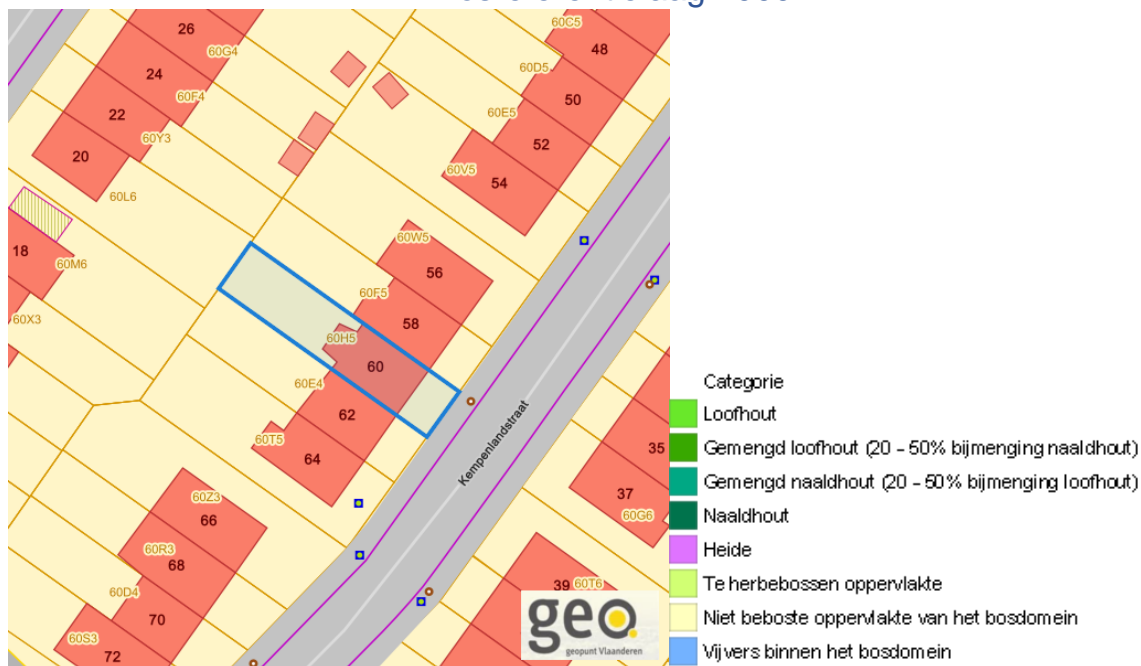 60C5
26
48
60G4
24
60D5
60F4
50
22
60E5
60Y3
52
20
60V5
54
60L6
60W5
18
60M6
56
60F5
60X3
58
60H5
60
60E4
62
60T5
64
Kempenlandstraat
35
37
60G6
60Z3
66
60R3
68
60D4
70
60S3
72
39
60T6
geo.
geopunt Vlaanderen
Categorie
Loofhout
Gemengd loofhout (20 - 50% bijmenging naaldhout)
Gemengd naaldhout (20 - 50% bijmenging loofhout)
Naaldhout
Heide
Te herbebossen oppervlakte
Niet beboste oppervlakte van het bosdomein
Vijvers binnen het bosdomein